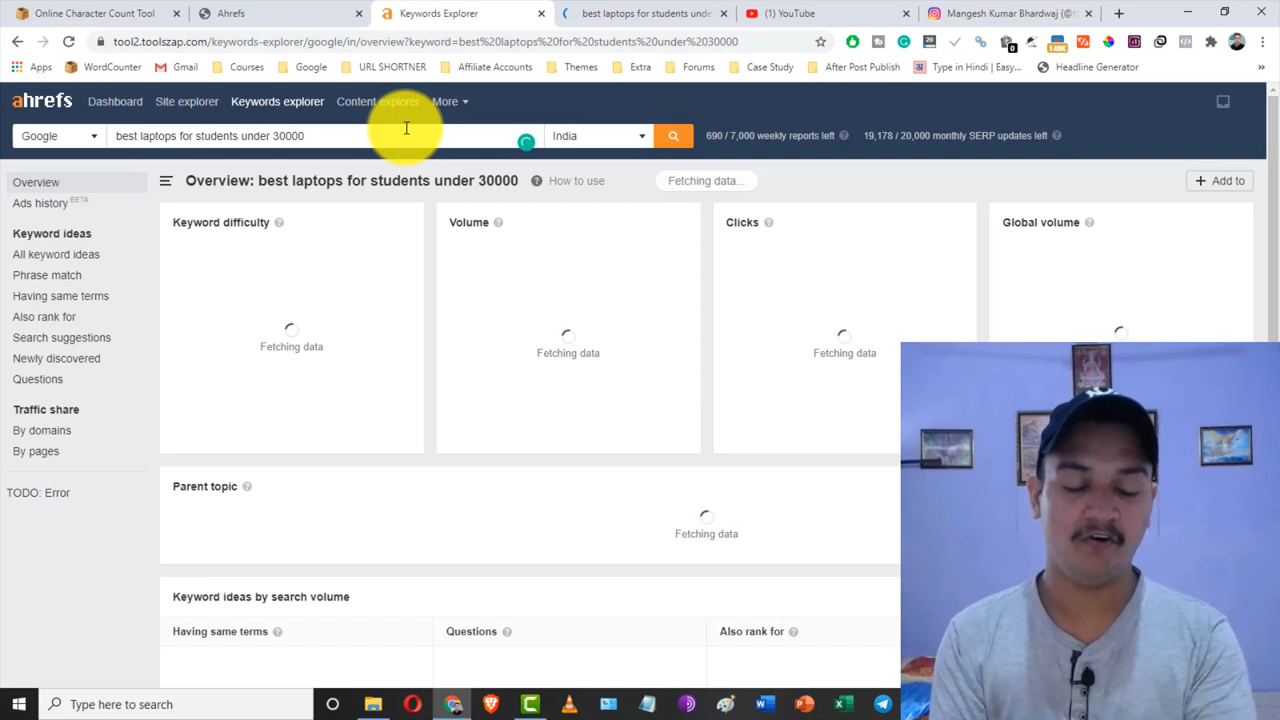 Online Character Count Tool
Ahrefs
Keywords Explorer
best laptops for students unde
(1) YouTube
Mangesh Kumar Bhardwaj (@t
tool2.toolszap.com/keywords-explorer/google/in/overview?keyword=best%20laptops%20for%20students%20under%2030000
Apps
WordCounter
Gmail
Courses
Google
URL SHORTNER
Affiliate Accounts
Themes
Extra
Forums
Case Study
After Post Publish
Type in Hindi | Easy...
Headline Generator
ahrefs
Dashboard
Site explorer
Keywords explorer
Content explorer
More
Google
best laptops for students under 30000
India
690 / 7,000 weekly reports left
19,178 / 20,000 monthly SERP updates left
Overview
Ads history BETA
Keyword ideas
All keyword ideas
Phrase match
Having same terms
Also rank for
Search suggestions
Newly discovered
Questions
Traffic share
By domains
By pages
TODO: Error
Overview: best laptops for students under 30000
How to use
Fetching data...
+ Add to
Keyword difficulty
Volume
Clicks
Global volume
Fetching data
Fetching data
Fetching data
Parent topic
Fetching data
Keyword ideas by search volume
Having same terms
Questions
Also rank for
Type here to search